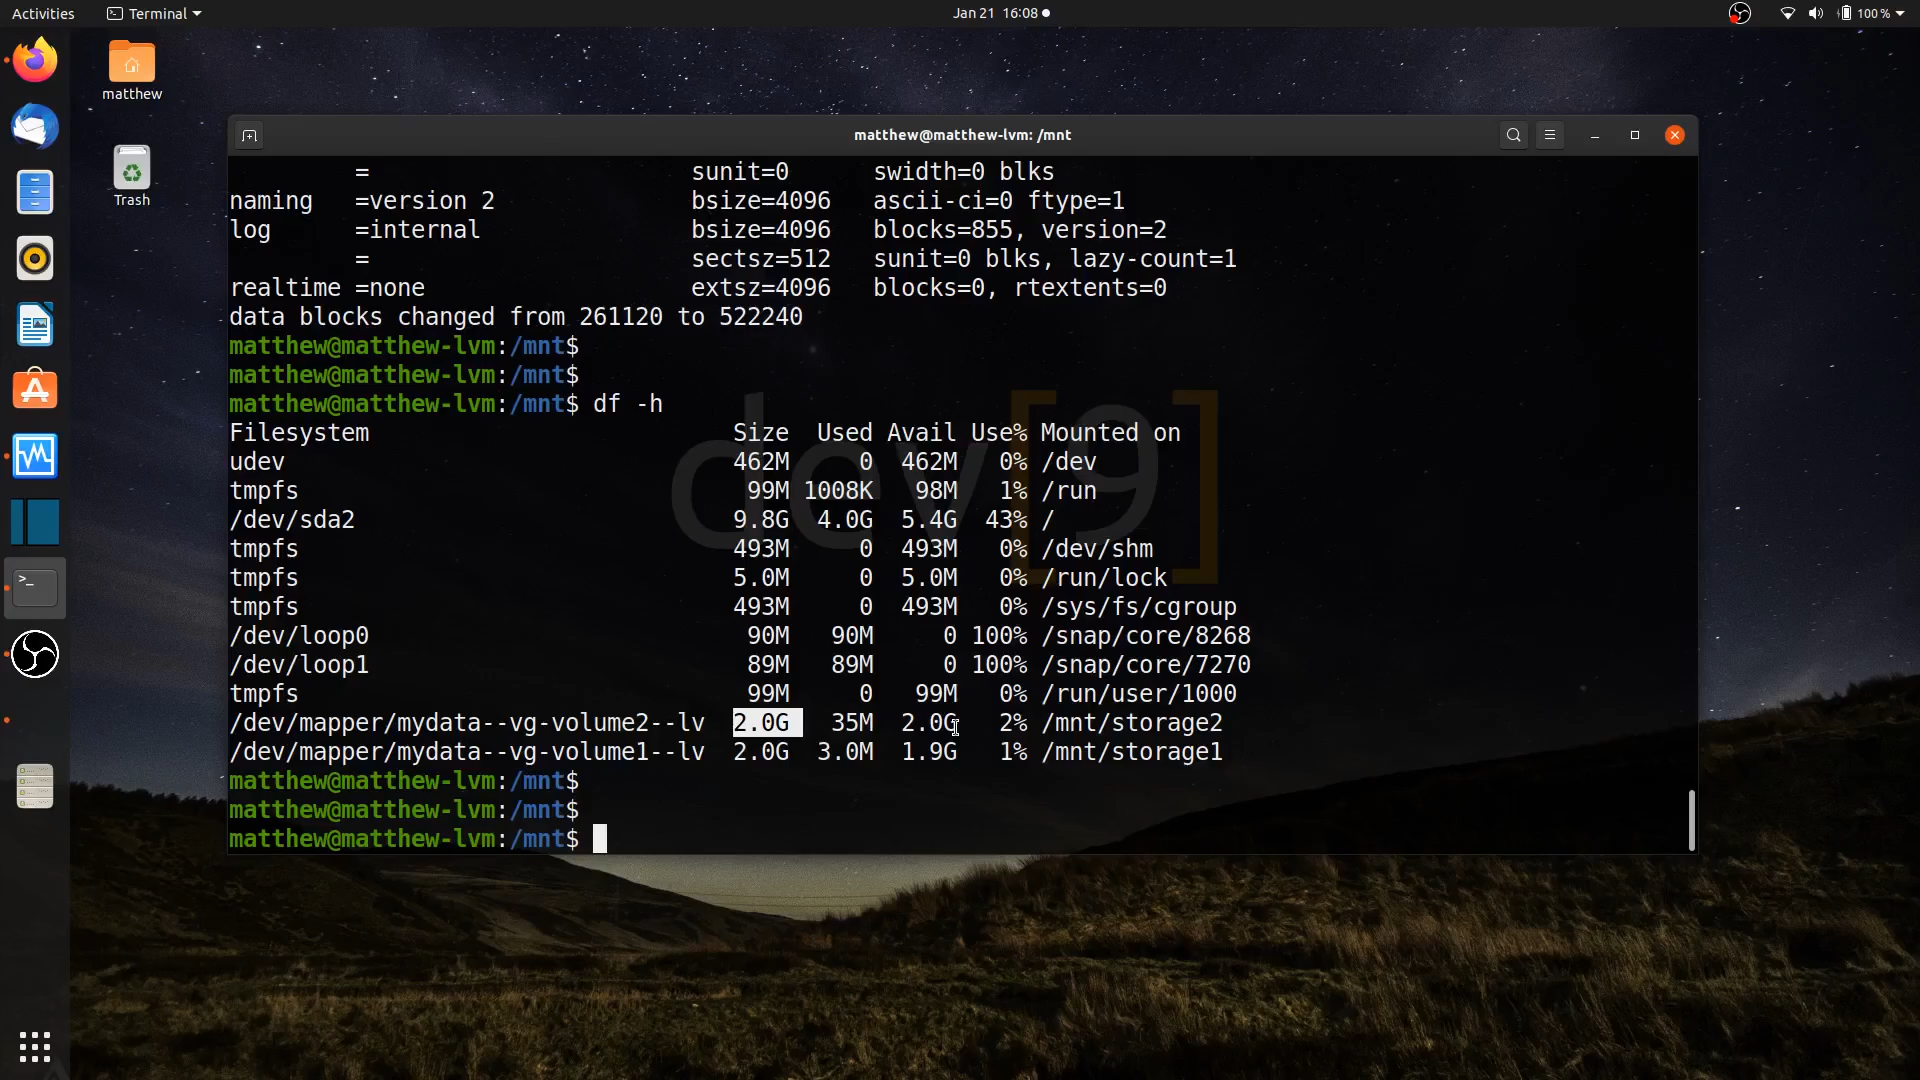 Activities Terminal Jan 21 16:08 100 %
matthew
Trash
matthew@matthew-lvm: /mnt
= sunit=0 swidth=0 blks
naming =version 2 bsize=4096 ascii-ci=0 ftype=1
log =internal bsize=4096 blocks=855, version=2
= sectsz=512 sunit=0 blks, lazy-count=1
realtime =none extsz=4096 blocks=0, rtextents=0
data blocks changed from 261120 to 522240
matthew@matthew-lvm:/mnt$
matthew@matthew-lvm:/mnt$
matthew@matthew-lvm:/mnt$ df -h
Filesystem Size Used Avail Use% Mounted on
udev 462M 0 462M 0% /dev
tmpfs 99M 1008K 98M 1% /run
/dev/sda2 9.8G 4.0G 5.4G 43% /
tmpfs 493M 0 493M 0% /dev/shm
tmpfs 5.0M 0 5.0M 0% /run/lock
tmpfs 493M 0 493M 0% /sys/fs/cgroup
/dev/loop0 90M 90M 0 100% /snap/core/8268
/dev/loop1 89M 89M 0 100% /snap/core/7270
tmpfs 99M 0 99M 0% /run/user/1000
/dev/mapper/mydata--vg-volume2--lv 2.0G 35M 2.0G 2% /mnt/storage2
/dev/mapper/mydata--vg-volume1--lv 2.0G 3.0M 1.9G 1% /mnt/storage1
matthew@matthew-lvm:/mnt$
matthew@matthew-lvm:/mnt$
matthew@matthew-lvm:/mnt$
dev[9]